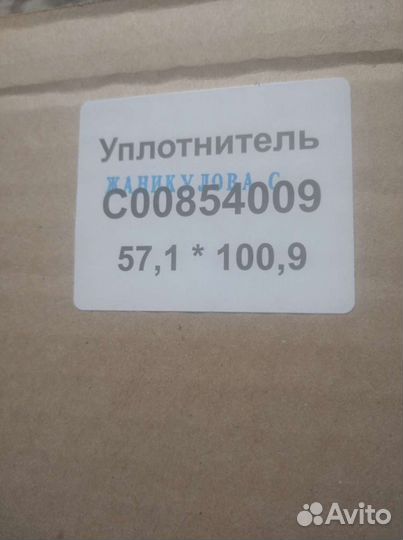 Уплотнитель
ЖАНИКУЛОВА С
C00854009
57,1 * 100,9
Avito